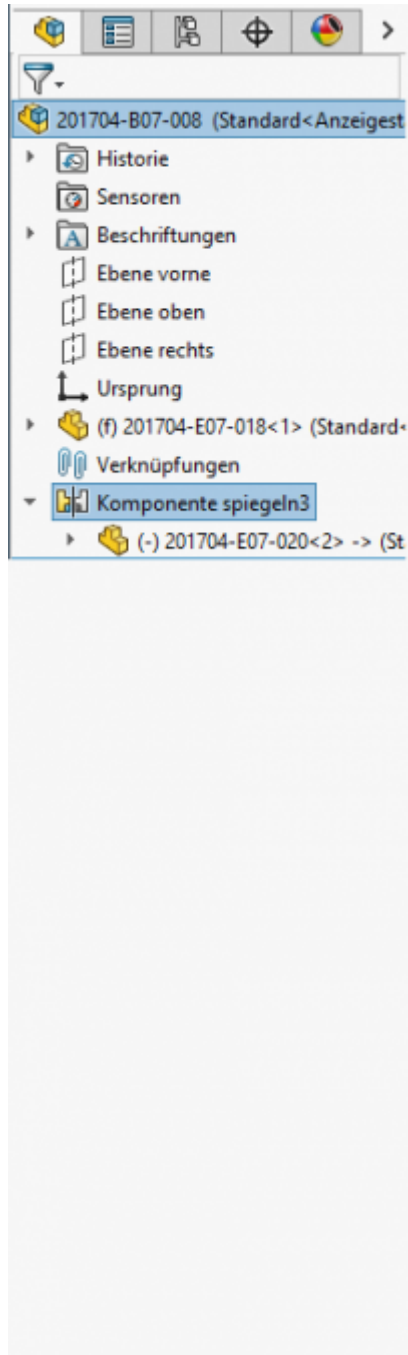 201704-B07-008 (Standard<Anzeigest
Historie
Sensoren
Beschriftungen
Ebene vorne
Ebene oben
Ebene rechts
Ursprung
(f) 201704-E07-018<1> (Standard<
Verknüpfungen
Komponente spiegeln3
(-) 201704-E07-020<2> -> (St